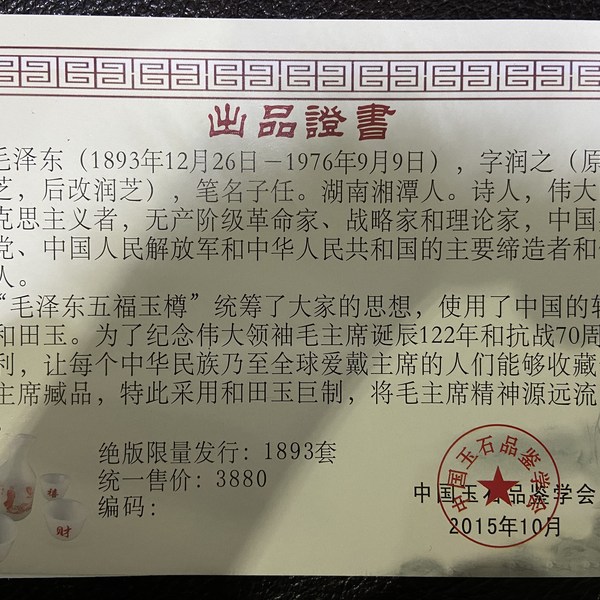 出品證書
毛泽东（1893年12月26日－1976年9月9日），字润之（原
芝，后改润芝），笔名子任。湖南湘潭人。诗人，伟大
克思主义者，无产阶级革命家、战略家和理论家，中国
党、中国人民解放军和中华人民共和国的主要缔造者和
人。
“毛泽东五福玉樽”统筹了大家的思想，使用了中国的
和田玉。为了纪念伟大领袖毛主席诞辰122年和抗战70周
利，让每个中华民族乃至全球爱戴主席的人们能够收藏
主席臧品，特此采用和田玉巨制，将毛主席精神源远流
绝版限量发行：1893套
统一售价：3880
编码：
福
财
中国玉石品鉴学会
中国玉石品鉴学会
2015年10月